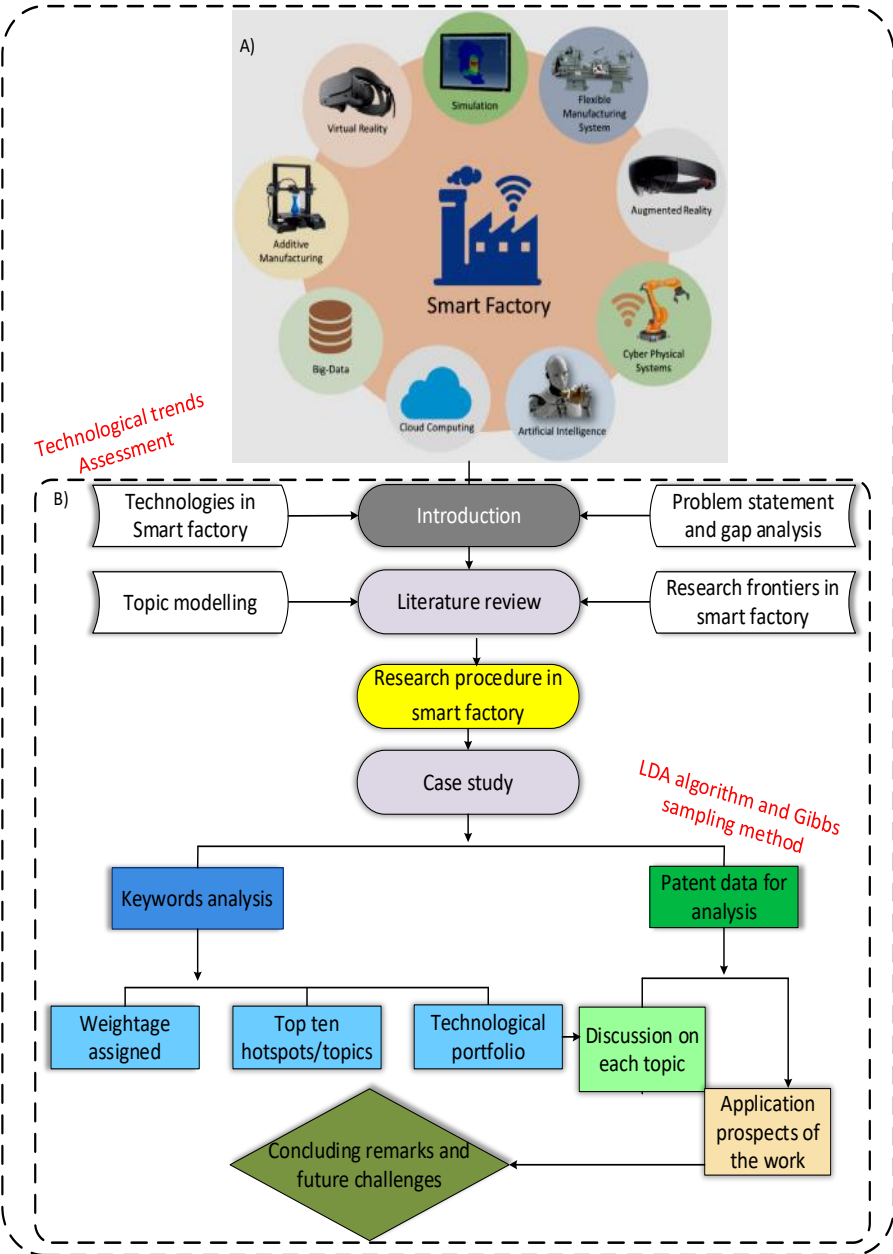 A)
Simulation
Flexible
Manufacturing
System
Virtual Reality
Augmented Reality
Additive
Manufacturing
Smart Factory
Cyber Physical
Systems
Big-Data
Cloud Computing
Artificial Intelligence
Technological trends
Assessment
B)
Technologies in
Smart factory
Introduction
Problem statement
and gap analysis
Topic modelling
Literature review
Research frontiers in
smart factory
Research procedure in
smart factory
Case study
LDA algorithm and Gibbs
sampling method
Keywords analysis
Patent data for
analysis
Weightage
assigned
Top ten
hotspots/topics
Technological
portfolio
Discussion on
each topic
Application
prospects of
the work
Concluding remarks and
future challenges